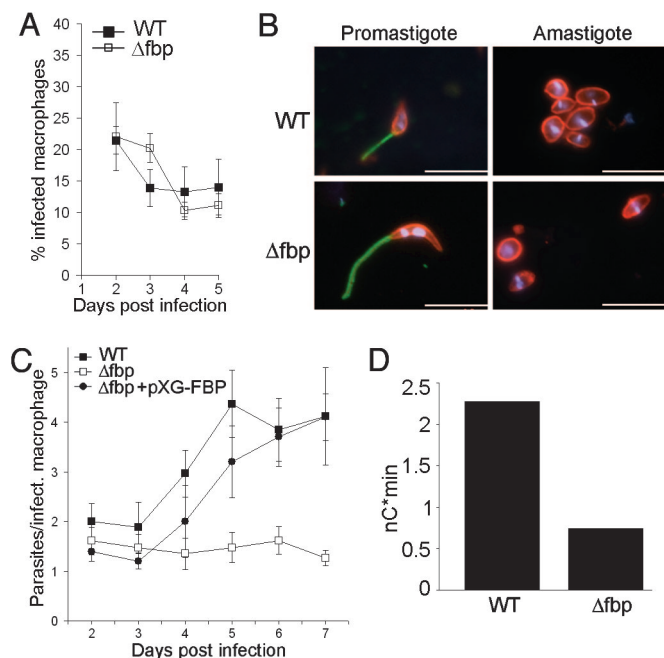 A
WT
Δfbp
% infected macrophages
40
35
30
25
20
15
10
5
0
1 2 3 4 5
Days post infection
B
Promastigote Amastigote
WT
Δfbp
C
WT
Δfbp
Δfbp+pXG-FBP
Parasites/infect. macrophage
5
4
3
2
1
0
2 3 4 5 6 7
Days post infection
D
nC*min
2.5
2
1.5
1
0.5
0
WT Δfbp